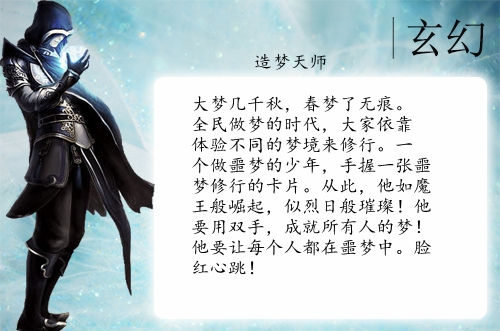 玄幻
造梦天师
大梦几千秋，春梦了无痕。
全民做梦的时代，大家依靠
体验不同的梦境来修行。一
个做噩梦的少年，手握一张噩
梦修行的卡片。从此，他如魔
王般崛起，似烈日般璀璨！他
要用双手，成就所有人的梦！
他要让每个人都在噩梦中。脸
红心跳！